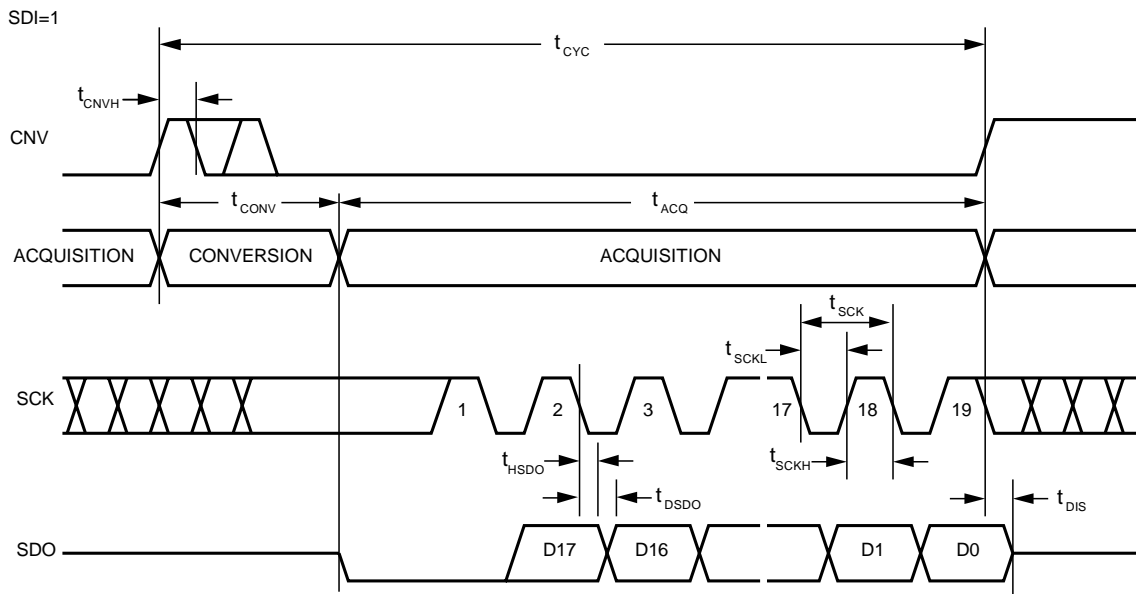 SDI=1
tCYC
tCNVH
CNV
tCONV
tACQ
ACQUISITION CONVERSION ACQUISITION
tSCK
tSCKL
SCK 1 2 3 17 18 19
tHSDO tSCKH
tDSDO tDIS
SDO D17 D16 D1 D0